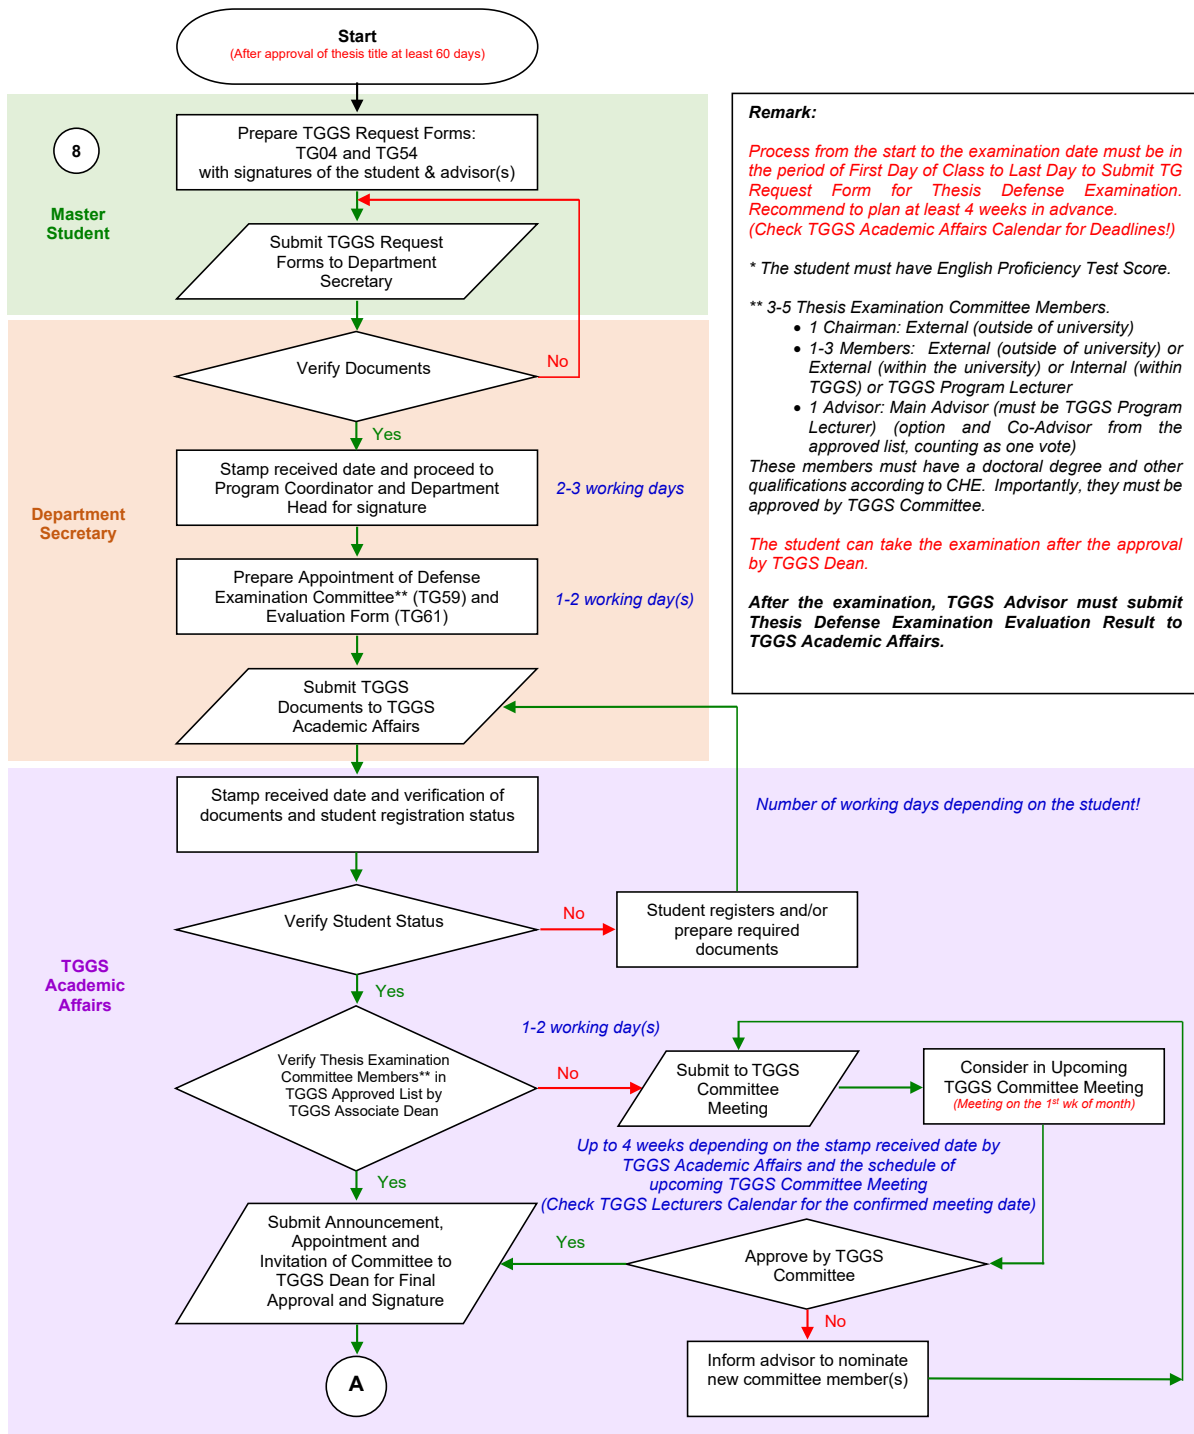 Start
(After approval of thesis title at least 60 days)
8
Master
Student
Prepare TGGS Request Forms:
TG04 and TG54
with signatures of the student & advisor(s)
Submit TGGS Request
Forms to Department
Secretary
Verify Documents
No
Yes
Department
Secretary
Stamp received date and proceed to
Program Coordinator and Department
Head for signature
2-3 working days
Prepare Appointment of Defense
Examination Committee** (TG59) and
Evaluation Form (TG61)
1-2 working day(s)
Submit TGGS
Documents to TGGS
Academic Affairs
Remark:
Process from the start to the examination date must be in
the period of First Day of Class to Last Day to Submit TG
Request Form for Thesis Defense Examination.
Recommend to plan at least 4 weeks in advance.
(Check TGGS Academic Affairs Calendar for Deadlines!)
* The student must have English Proficiency Test Score.
** 3-5 Thesis Examination Committee Members.
• 1 Chairman: External (outside of university)
• 1-3 Members: External (outside of university) or
External (within the university) or Internal (within
TGGS) or TGGS Program Lecturer
• 1 Advisor: Main Advisor (must be TGGS Program
Lecturer) (option and Co-Advisor from the
approved list, counting as one vote)
These members must have a doctoral degree and other
qualifications according to CHE. Importantly, they must be
approved by TGGS Committee.
The student can take the examination after the approval
by TGGS Dean.
After the examination, TGGS Advisor must submit
Thesis Defense Examination Evaluation Result to
TGGS Academic Affairs.
TGGS
Academic
Affairs
Stamp received date and verification of
documents and student registration status
Number of working days depending on the student!
Verify Student Status
No
Student registers and/or
prepare required
documents
Yes
1-2 working day(s)
Verify Thesis Examination
Committee Members** in
TGGS Approved List by
TGGS Associate Dean
No
Submit to TGGS
Committee
Meeting
Consider in Upcoming
TGGS Committee Meeting
(Meeting on the 1st wk of month)
Up to 4 weeks depending on the stamp received date by
TGGS Academic Affairs and the schedule of
upcoming TGGS Committee Meeting
(Check TGGS Lecturers Calendar for the confirmed meeting date)
Yes
Submit Announcement,
Appointment and
Invitation of Committee to
TGGS Dean for Final
Approval and Signature
Yes
Approve by TGGS
Committee
No
Inform advisor to nominate
new committee member(s)
A